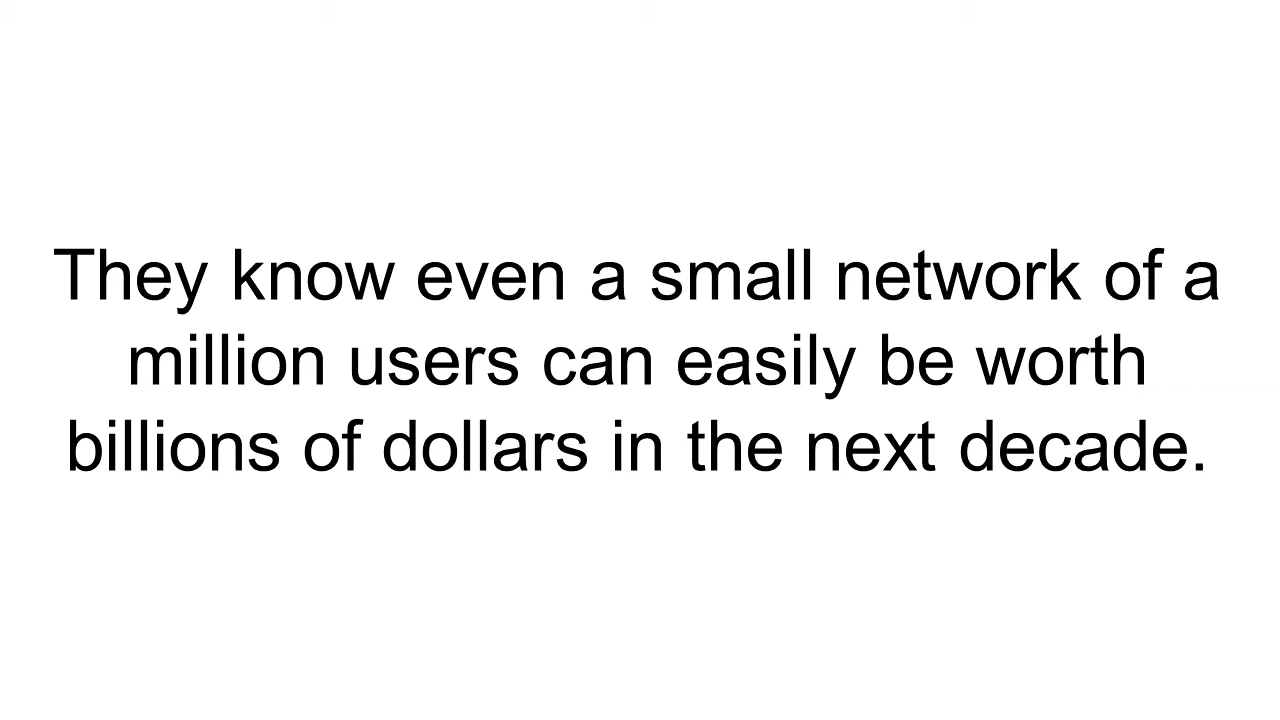 They know even a small network of a
million users can easily be worth
billions of dollars in the next decade.